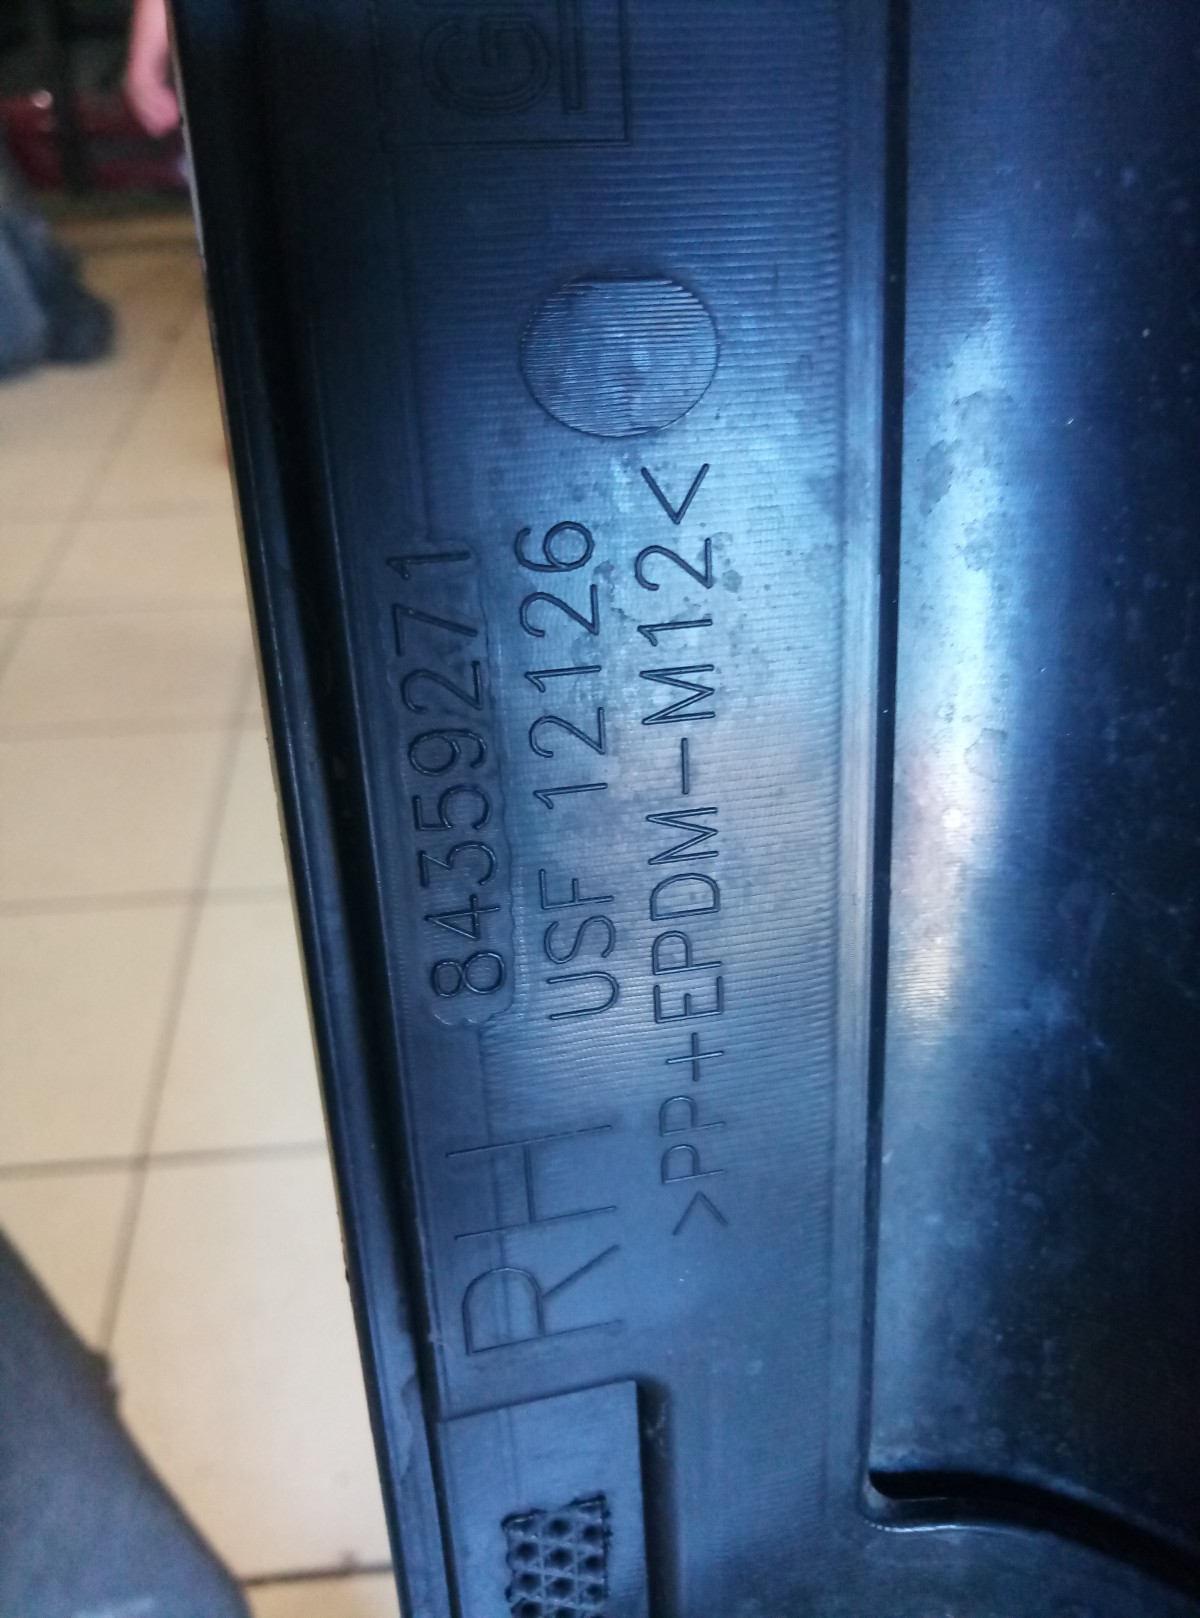 G
RH
84359271
USF 12126
>PP+EPDM-M12<